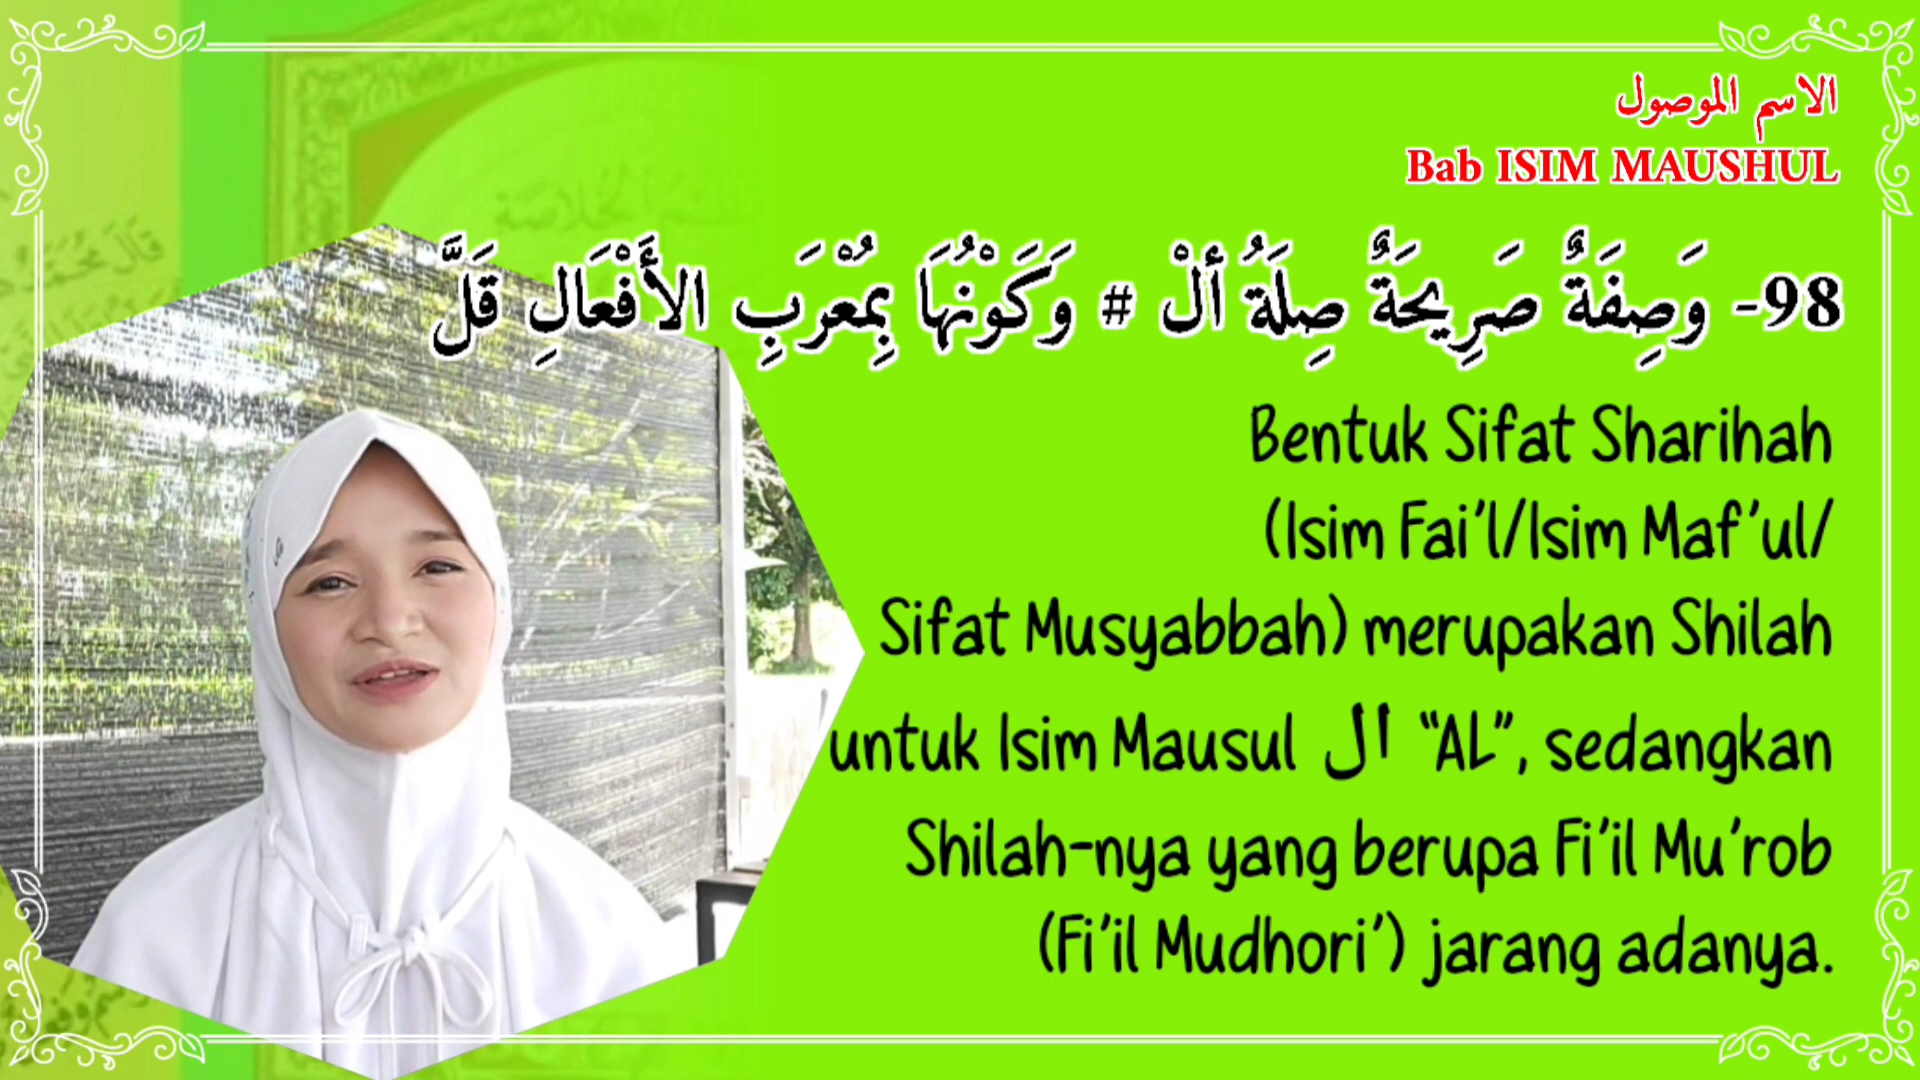 الاسم الموصول
Bab ISIM MAUSHUL
98- وَصِفَةٌ صَرِيحَةٌ صِلَةُ ألْ # وَكَوْنُهَا بِمُعْرَبِ الأَفْعَالِ قَلَّ
Bentuk Sifat Sharihah
(Isim Fai'l/Isim Maf'ul/
Sifat Musyabbah) merupakan Shilah
untuk Isim Mausul ال "AL", sedangkan
Shilah-nya yang berupa Fi'il Mu'rob
(Fi'il Mudhori') jarang adanya.